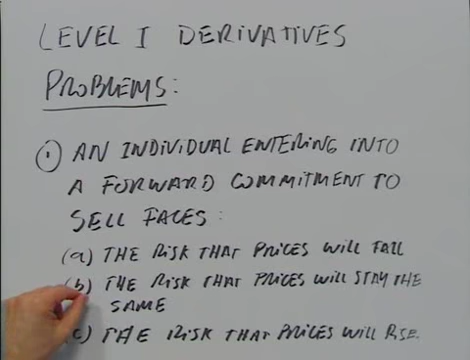 LEVEL I DERIVATIVES
PROBLEMS:
① AN INDIVIDUAL ENTERING INTO
A FORWARD COMMITMENT TO
SELL FACES:
(a) THE RISK THAT PRICES WILL FALL
(b) THE RISK THAT PRICES WILL STAY THE
SAME
(c) THE RISK THAT PRICES WILL RISE.